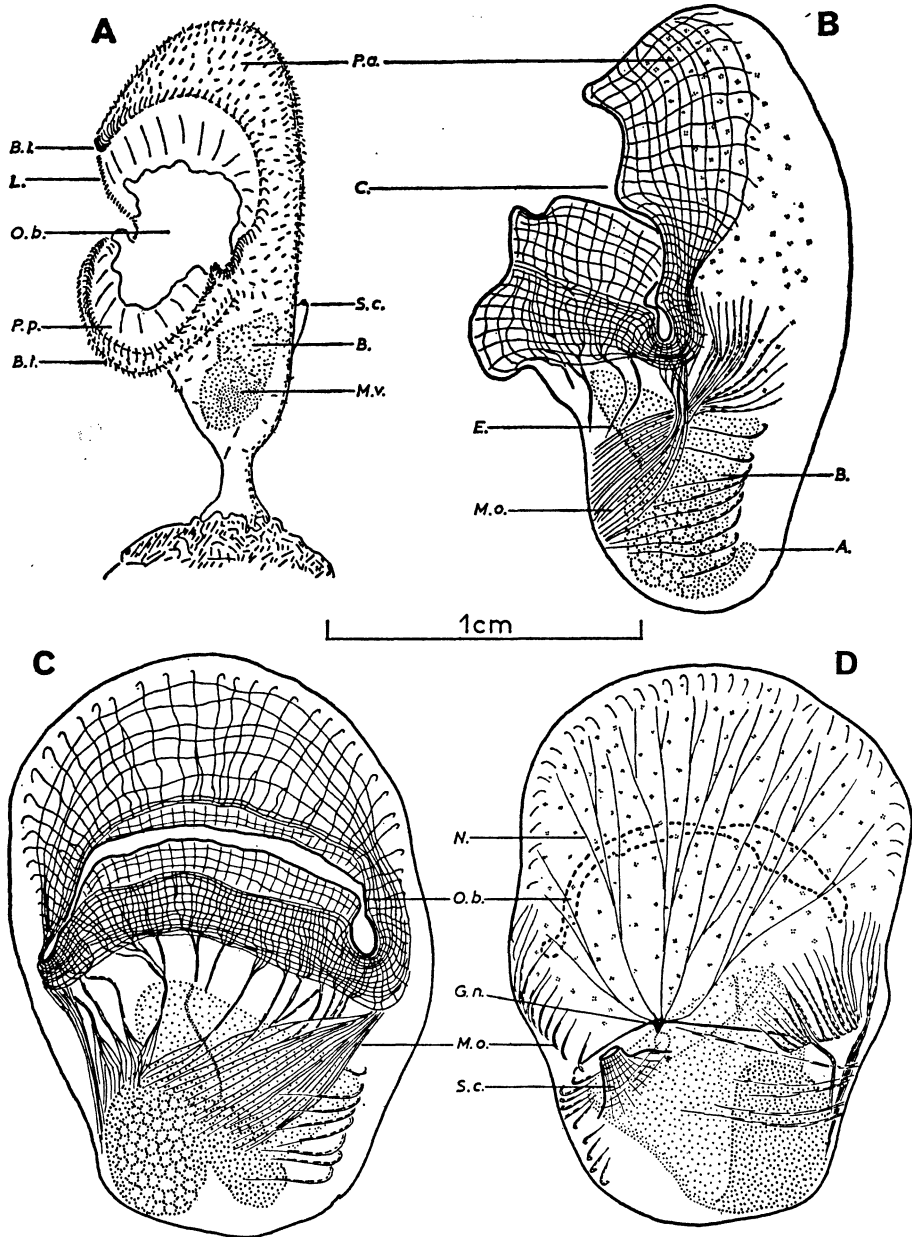 A
B
P.a.
B.l.
L.
C.
O.b.
S.c.
P.p.
B.
B.l.
M.v.
E.
B.
M.o.
A.
1cm
C
D
N.
O.b.
G.n.
M.o.
S.c.